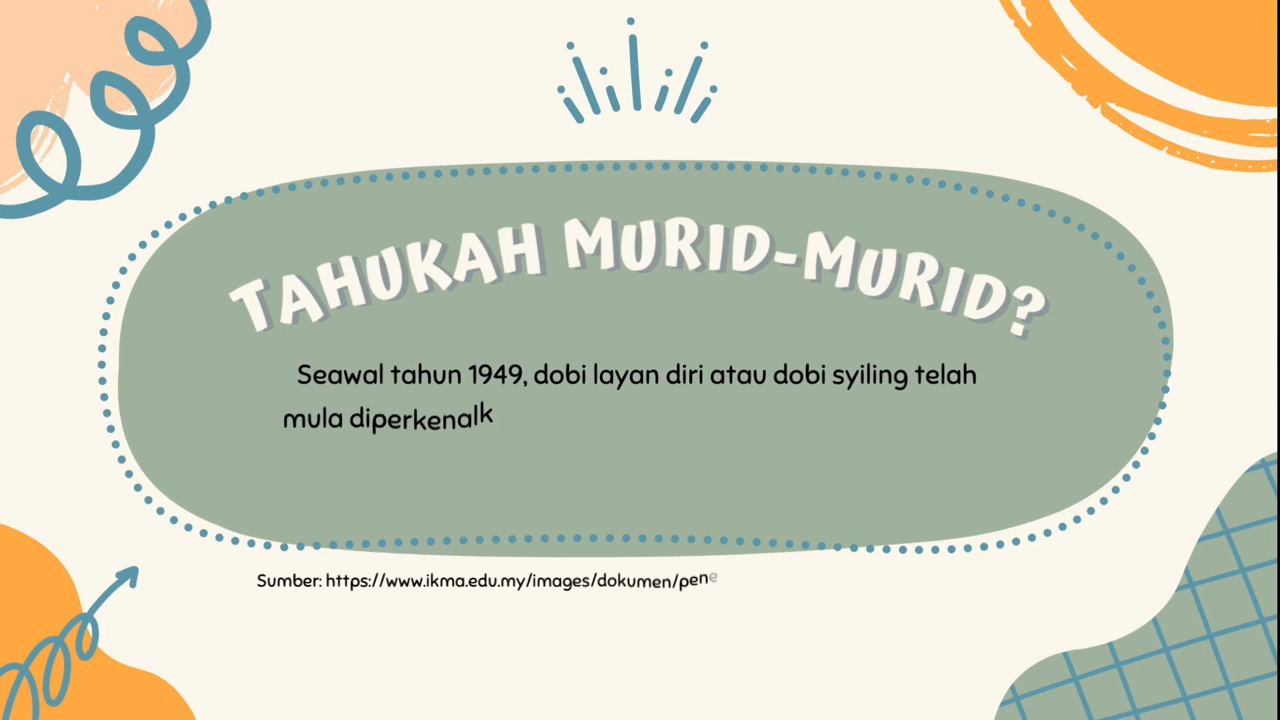 TAHUKAH MURID-MURID?
Seawal tahun 1949, dobi layan diri atau dobi syiling telah
mula diperkenalk
Sumber: https://www.ikma.edu.my/images/dokumen/pene